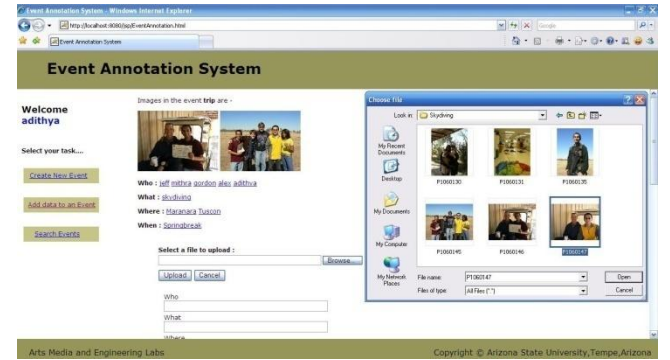 Event Annotation System - Windows Internet Explorer
http://localhost:8080/jsp/EventAnnotation.html
Google
Event Annotation System
Event Annotation System
Welcome
adithya
Select your task....
Create New Event
Add data to an Event
Search Events
Images in the event trip are -
Who : jeff mithra gordon alex adithya
What : skydiving
Where : Maranara Tuscon
When : Springbreak
Select a file to upload :
Browse...
Upload Cancel
Who
What
Where
Choose file
Look in: Skydiving
My Recent Documents
Desktop
My Documents
My Computer
My Network Places
P1060130 P1060131 P1060135
P1060145 P1060146 P1060147
File name: P1060147 Open
Files of type: All Files (*.*) Cancel
Arts Media and Engineering Labs
Copyright © Arizona State University,Tempe,Arizona